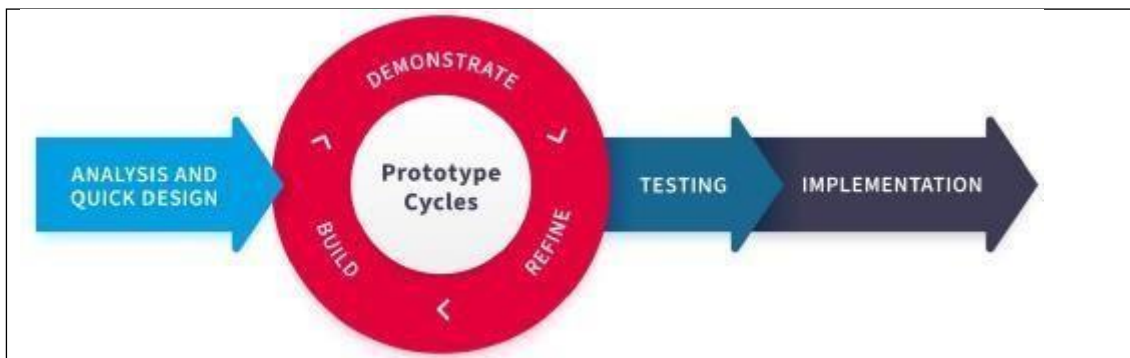 ANALYSIS AND
QUICK DESIGN
DEMONSTRATE
Prototype
Cycles
BUILD
REFINE
TESTING
IMPLEMENTATION